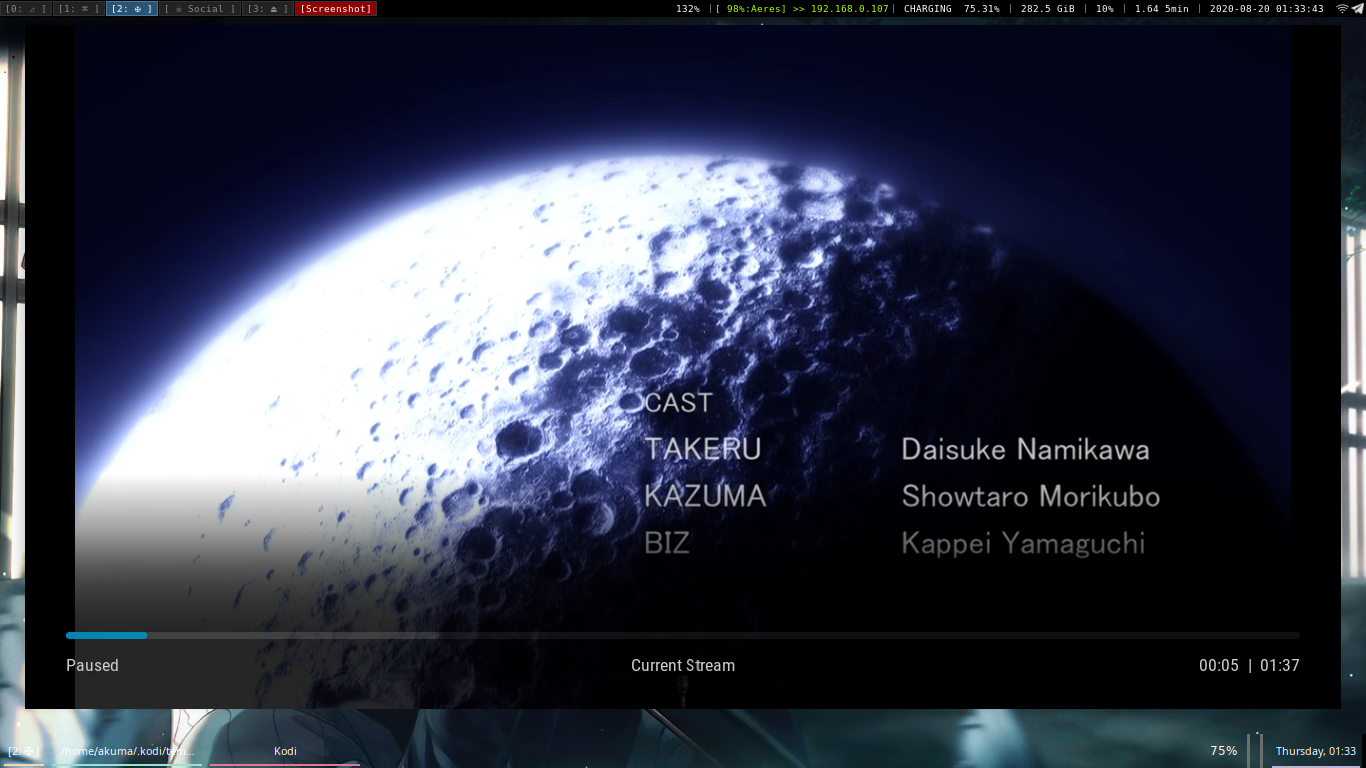 [0: ] [1: ⌘ ] [2: ✠ ] [ Social ] [3: ⏏ ] [Screenshot] 132% |[ 98%:Aeres] >> 192.168.0.107| CHARGING 75.31% | 282.5 GiB | 10% | 1.64 5min | 2020-08-20 01:33:43
CAST
TAKERU Daisuke Namikawa
KAZUMA Showtaro Morikubo
BIZ Kappei Yamaguchi
Paused Current Stream 00:05 | 01:37
[2: ✠ ] /home/akuma/.kodi/tem... Kodi 75% Thursday, 01:33